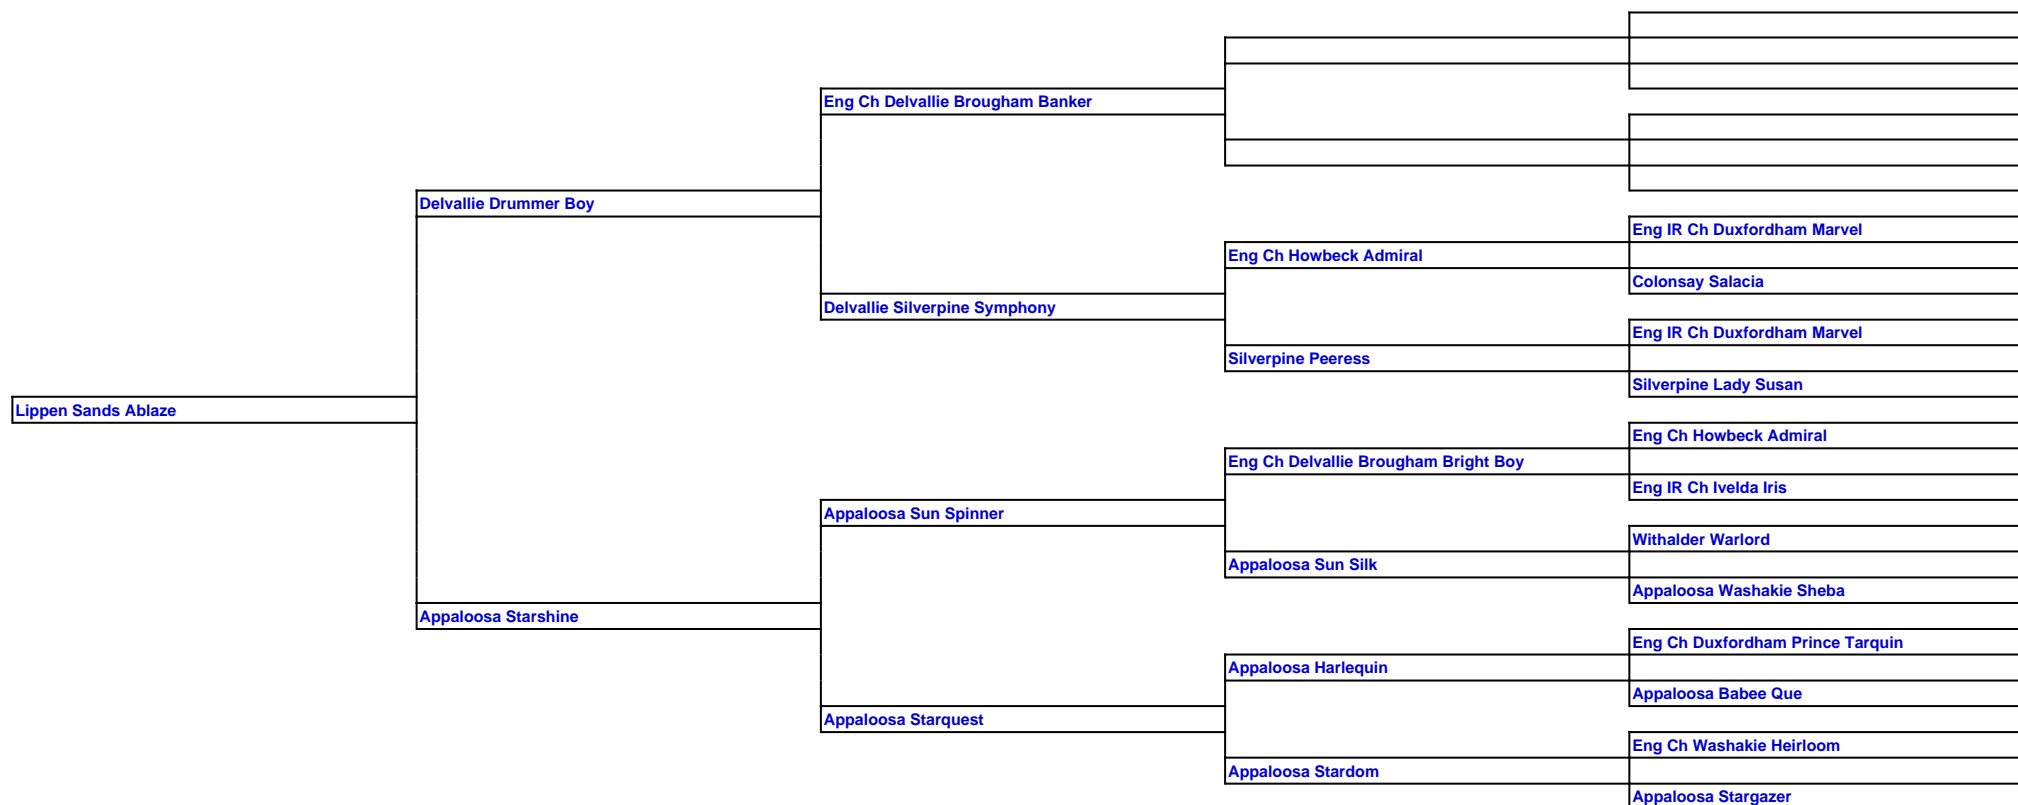 Eng Ch Delvallie Brougham Banker
Delvallie Drummer Boy
Eng IR Ch Duxfordham Marvel
Eng Ch Howbeck Admiral
Colonsay Salacia
Delvallie Silverpine Symphony
Eng IR Ch Duxfordham Marvel
Silverpine Peeress
Silverpine Lady Susan
Lippen Sands Ablaze
Eng Ch Howbeck Admiral
Eng Ch Delvallie Brougham Bright Boy
Eng IR Ch Ivelda Iris
Appaloosa Sun Spinner
Withalder Warlord
Appaloosa Sun Silk
Appaloosa Washakie Sheba
Appaloosa Starshine
Eng Ch Duxfordham Prince Tarquin
Appaloosa Harlequin
Appaloosa Babee Que
Appaloosa Starquest
Eng Ch Washakie Heirloom
Appaloosa Stardom
Appaloosa Stargazer